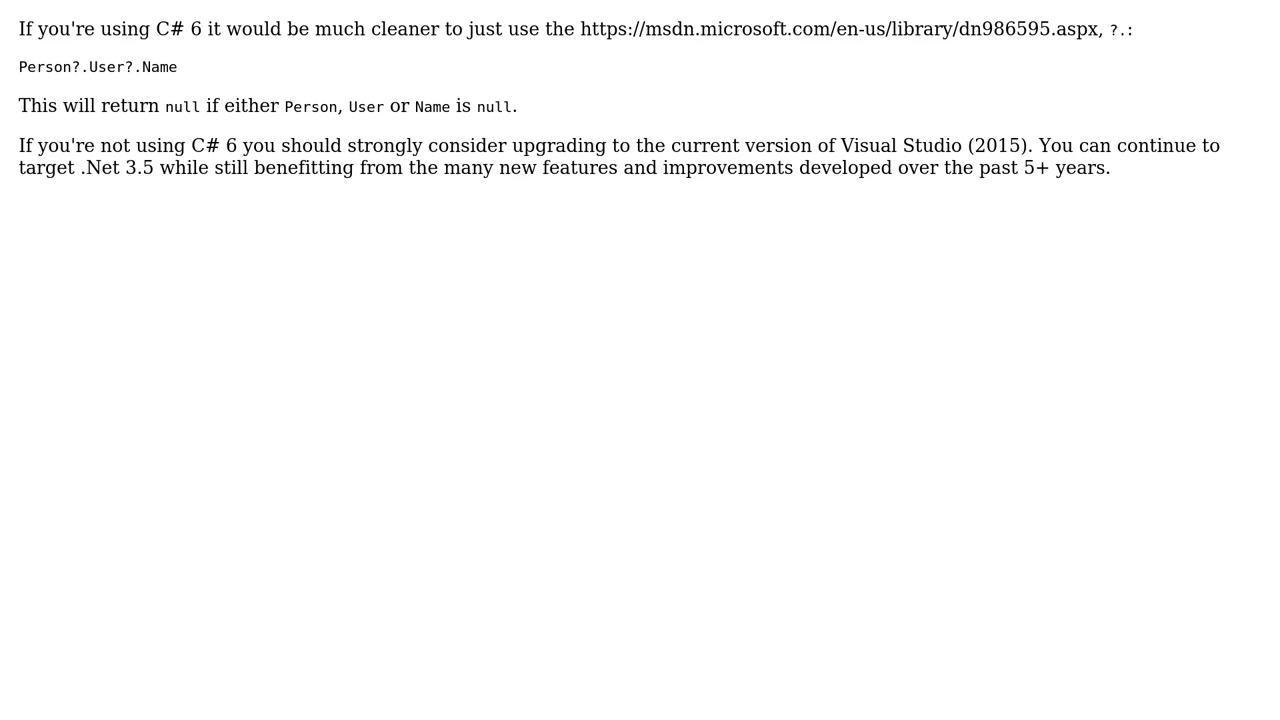 If you're using C# 6 it would be much cleaner to just use the https://msdn.microsoft.com/en-us/library/dn986595.aspx, ?.:
Person?.User?.Name
This will return null if either Person, User or Name is null.
If you're not using C# 6 you should strongly consider upgrading to the current version of Visual Studio (2015). You can continue to
target .Net 3.5 while still benefitting from the many new features and improvements developed over the past 5+ years.